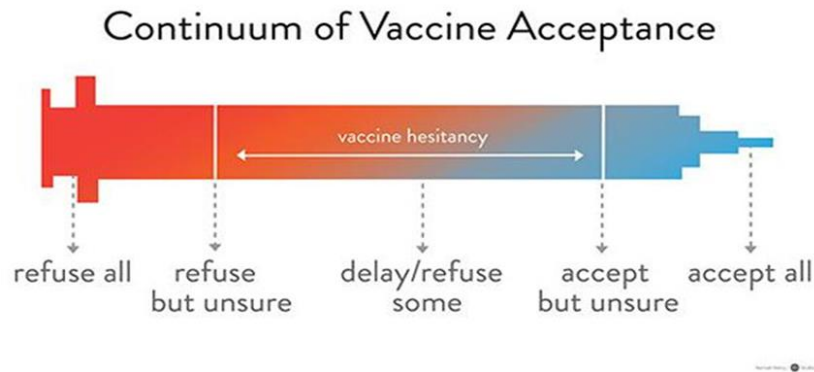 Continuum of Vaccine Acceptance
vaccine hesitancy
refuse all
refuse
but unsure
delay/refuse
some
accept
but unsure
accept all